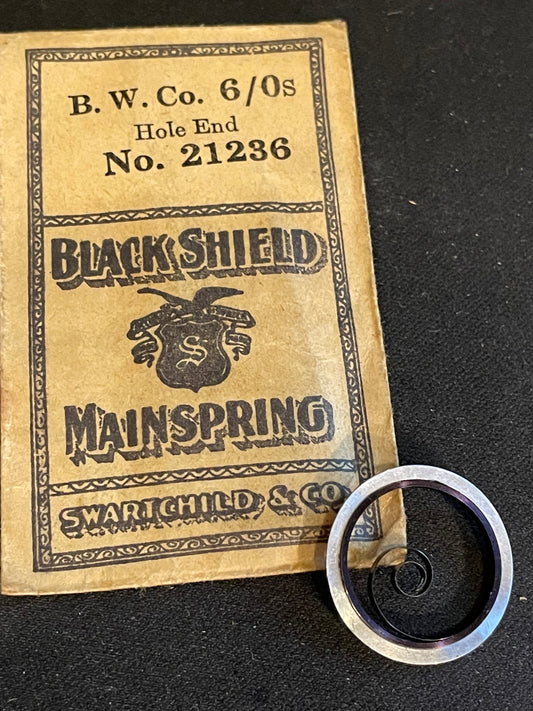 B. W. Co. 6/0s
Hole End
No. 21236
BLACK SHIELD
S
MAINSPRING
SWARTCHILD & CO.